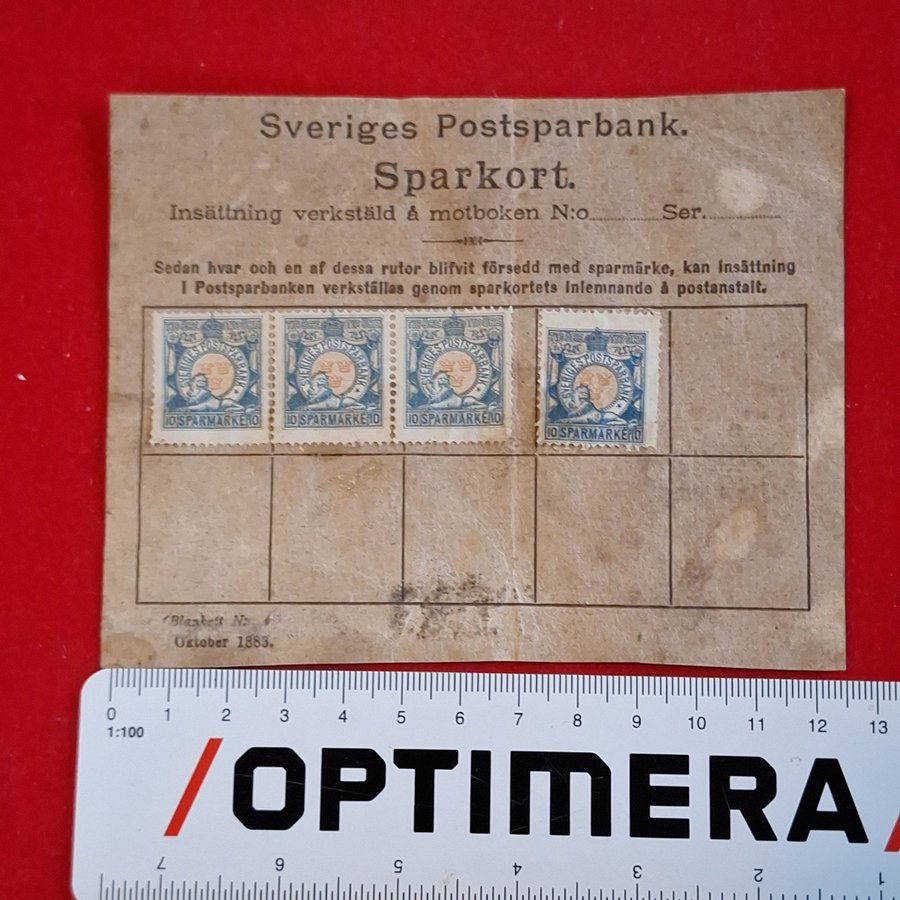 Sveriges Postsparbank.
Sparkort.
Insättning verkstäld å motboken N:o Ser.
Sedan hvar och en af dessa rutor blifvit försedd med sparmärke, kan insättning
i Postsparbanken verkställas genom sparkortets inlemnande å postanstalt.
SVERIGES POSTSPARBANK
10 SPARMÄRKE 10
SVERIGES POSTSPARBANK
10 SPARMÄRKE 10
SVERIGES POSTSPARBANK
10 SPARMÄRKE 10
SVERIGES POSTSPARBANK
10 SPARMÄRKE 10
(Blankett N:
Oktober 1883.
0 1 2 3 4 5 6 7 8 9 10 11 12 13
1:100
/OPTIMERA/
7 6 5 4 3 2 1